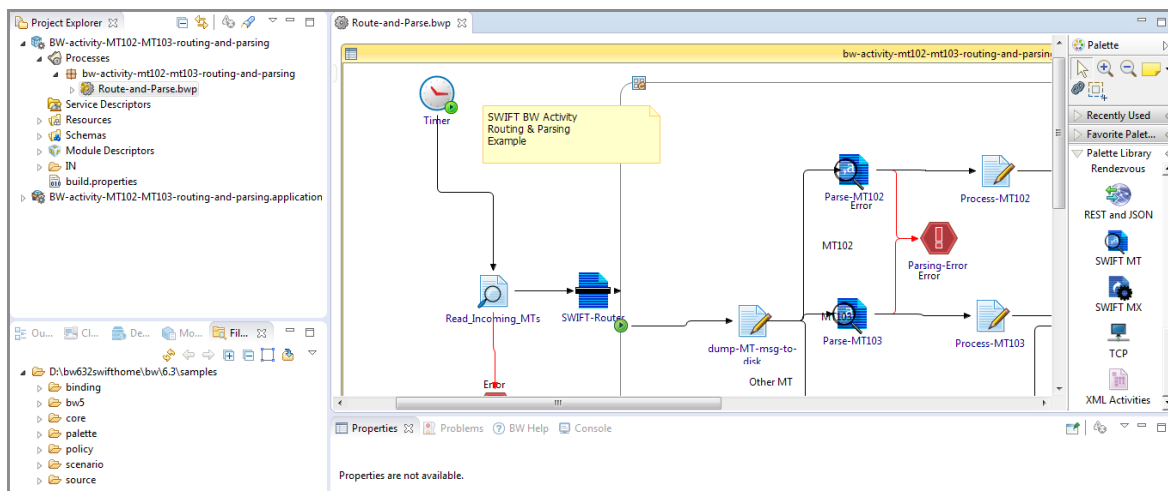 Project Explorer
BW-activity-MT102-MT103-routing-and-parsing
Processes
bw-activity-mt102-mt103-routing-and-parsing
Route-and-Parse.bwp
Service Descriptors
Resources
Schemas
Module Descriptors
IN
build.properties
BW-activity-MT102-MT103-routing-and-parsing.application
Ou...
Cl...
De...
Mo...
Fil...
D:\bw632swifthome\bw\6.3\samples
binding
bw5
core
palette
policy
scenario
source
Route-and-Parse.bwp
bw-activity-mt102-mt103-routing-and-parsing
Timer
SWIFT BW Activity
Routing & Parsing
Example
Parse-MT102
Error
Process-MT102
MT102
Parsing-Error
Error
Read_Incoming_MTs
SWIFT-Router
MT103
Parse-MT103
Process-MT103
dump-MT-msg-to-
disk
Other MT
Error
Palette
Recently Used
Favorite Palet...
Palette Library
Rendezvous
REST and JSON
SWIFT MT
SWIFT MX
TCP
XML Activities
Properties
Problems
BW Help
Console
Properties are not available.